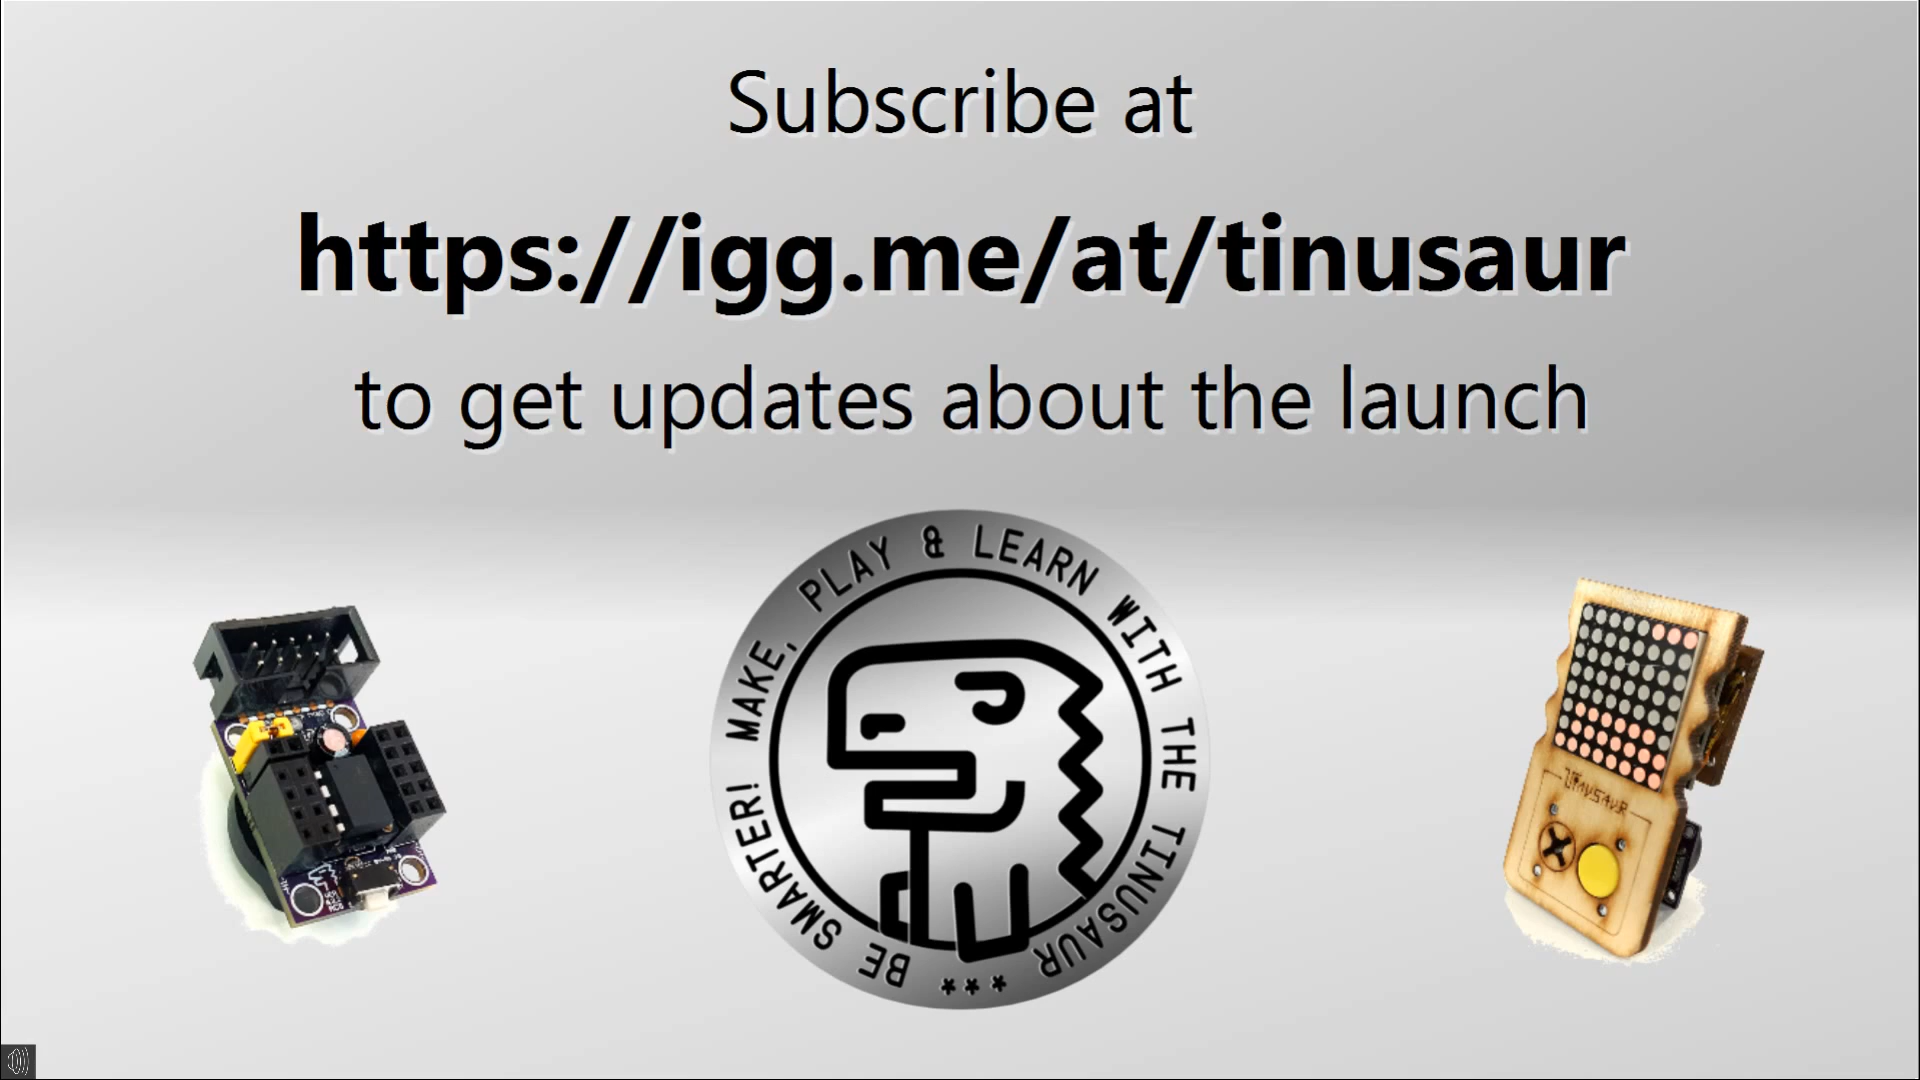 Subscribe at
https://igg.me/at/tinusaur
to get updates about the launch
BE SMARTER! MAKE, PLAY & LEARN WITH THE TINUSAUR ***
TINUSAUR